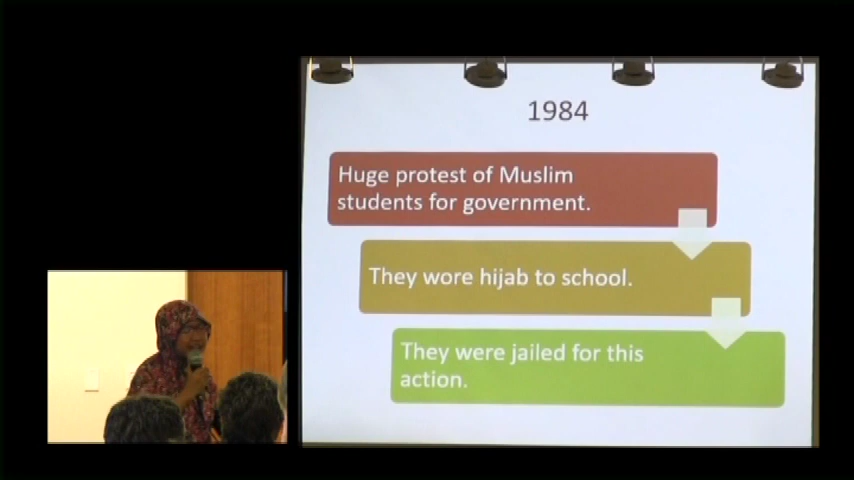 1984
Huge protest of Muslim
students for government.
They wore hijab to school.
They were jailed for this
action.